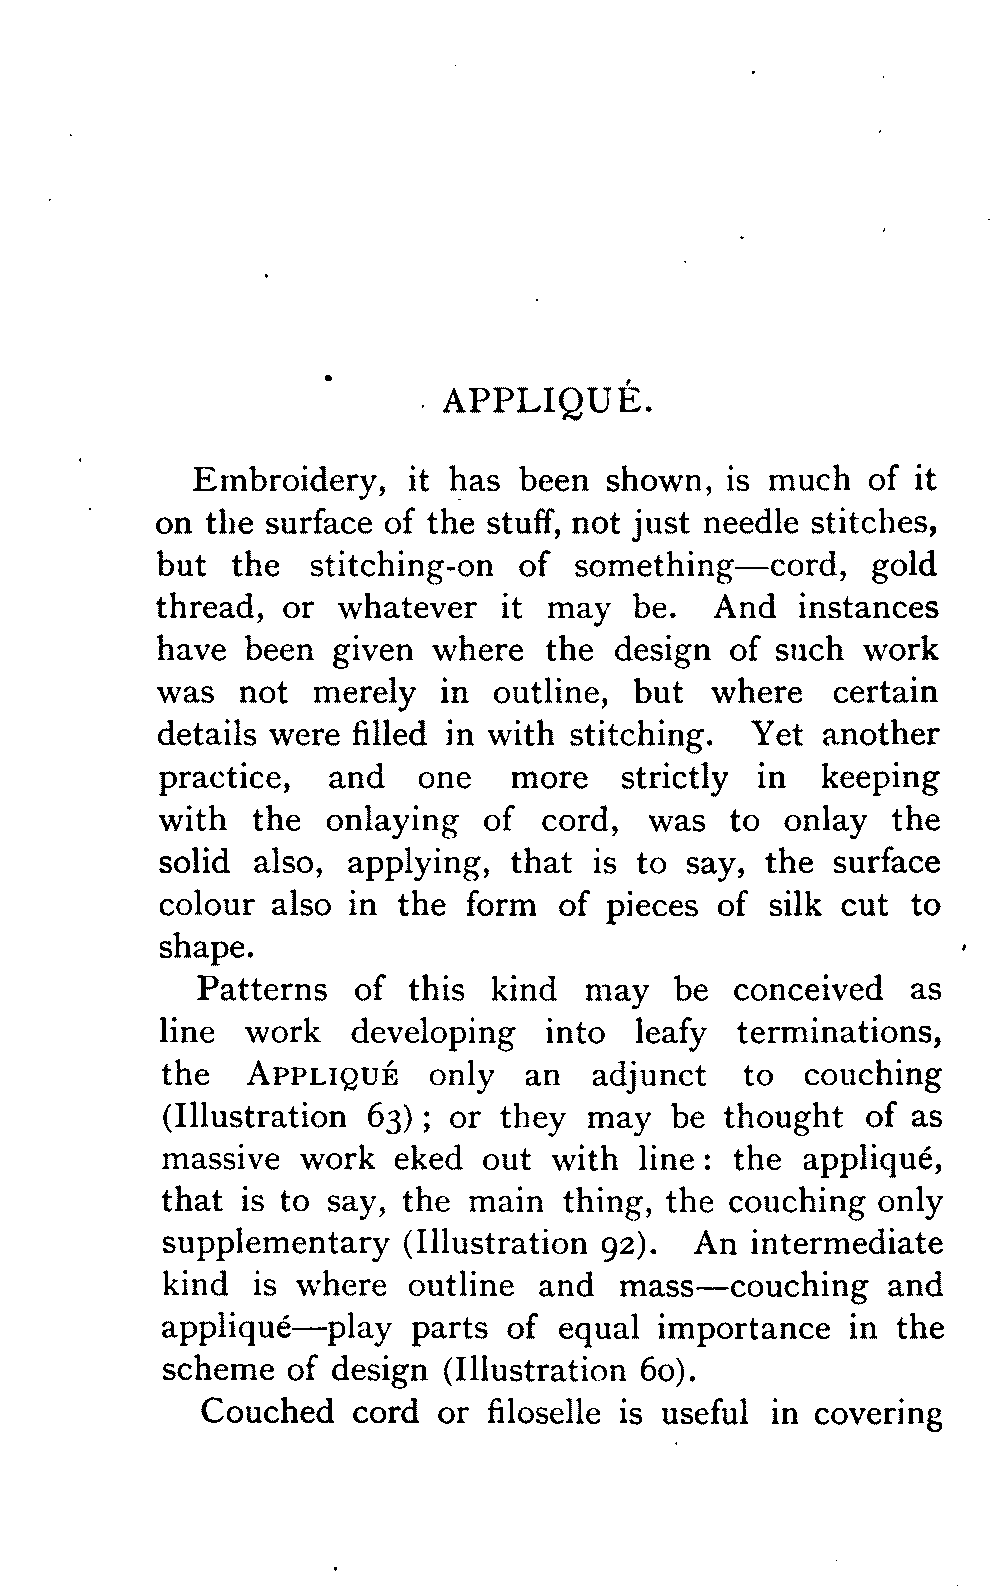 APPLIQUÉ.
Embroidery, it has been shown, is much of it
on the surface of the stuff, not just needle stitches,
but the stitching-on of something—cord, gold
thread, or whatever it may be. And instances
have been given where the design of such work
was not merely in outline, but where certain
details were filled in with stitching. Yet another
practice, and one more strictly in keeping
with the onlaying of cord, was to onlay the
solid also, applying, that is to say, the surface
colour also in the form of pieces of silk cut to
shape.
Patterns of this kind may be conceived as
line work developing into leafy terminations,
the APPLIQUÉ only an adjunct to couching
(Illustration 63) ; or they may be thought of as
massive work eked out with line : the appliqué,
that is to say, the main thing, the couching only
supplementary (Illustration 92). An intermediate
kind is where outline and mass—couching and
appliqué—play parts of equal importance in the
scheme of design (Illustration 60).
Couched cord or filoselle is useful in covering